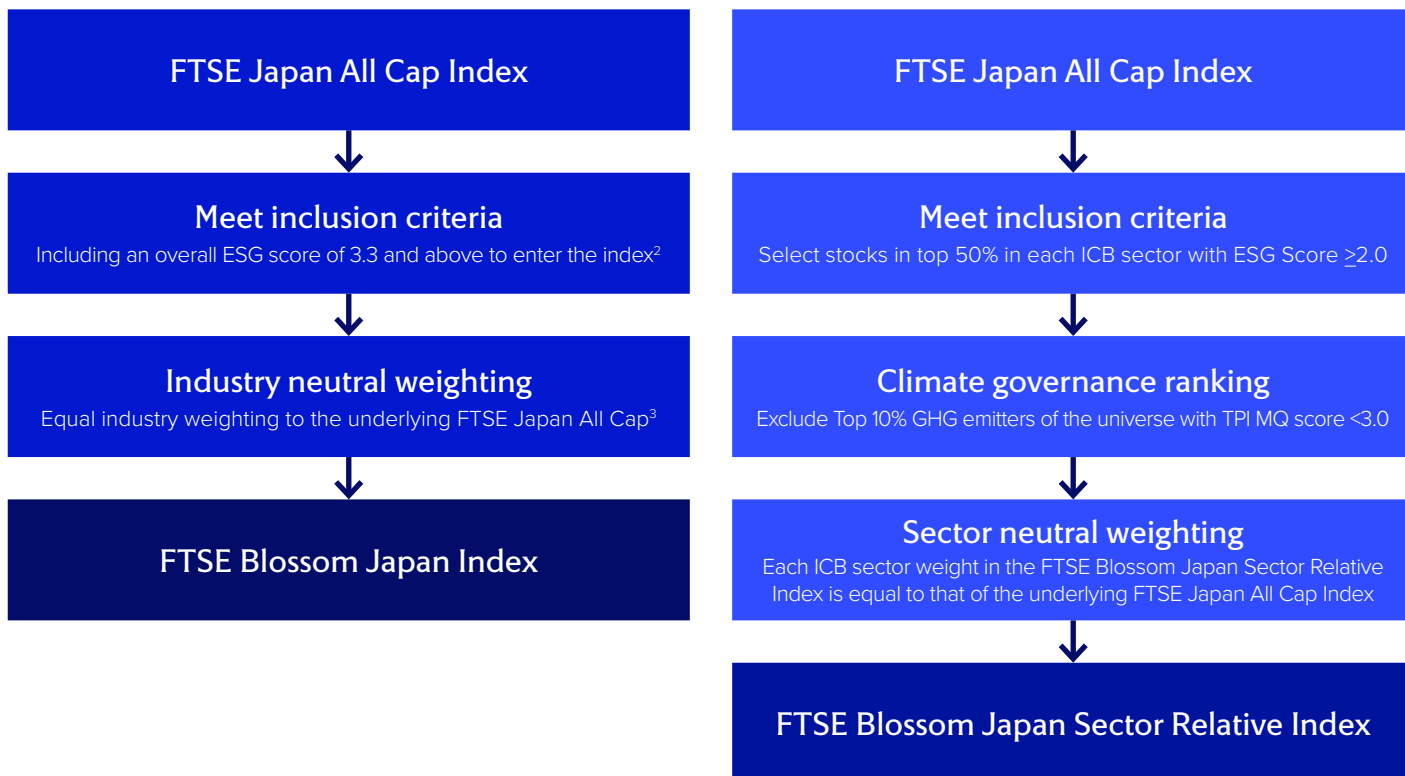 FTSE Japan All Cap Index
Meet inclusion criteria
Including an overall ESG score of 3.3 and above to enter the index²
Industry neutral weighting
Equal industry weighting to the underlying FTSE Japan All Cap³
FTSE Blossom Japan Index
FTSE Japan All Cap Index
Meet inclusion criteria
Select stocks in top 50% in each ICB sector with ESG Score ≥2.0
Climate governance ranking
Exclude Top 10% GHG emitters of the universe with TPI MQ score <3.0
Sector neutral weighting
Each ICB sector weight in the FTSE Blossom Japan Sector Relative
Index is equal to that of the underlying FTSE Japan All Cap Index
FTSE Blossom Japan Sector Relative Index